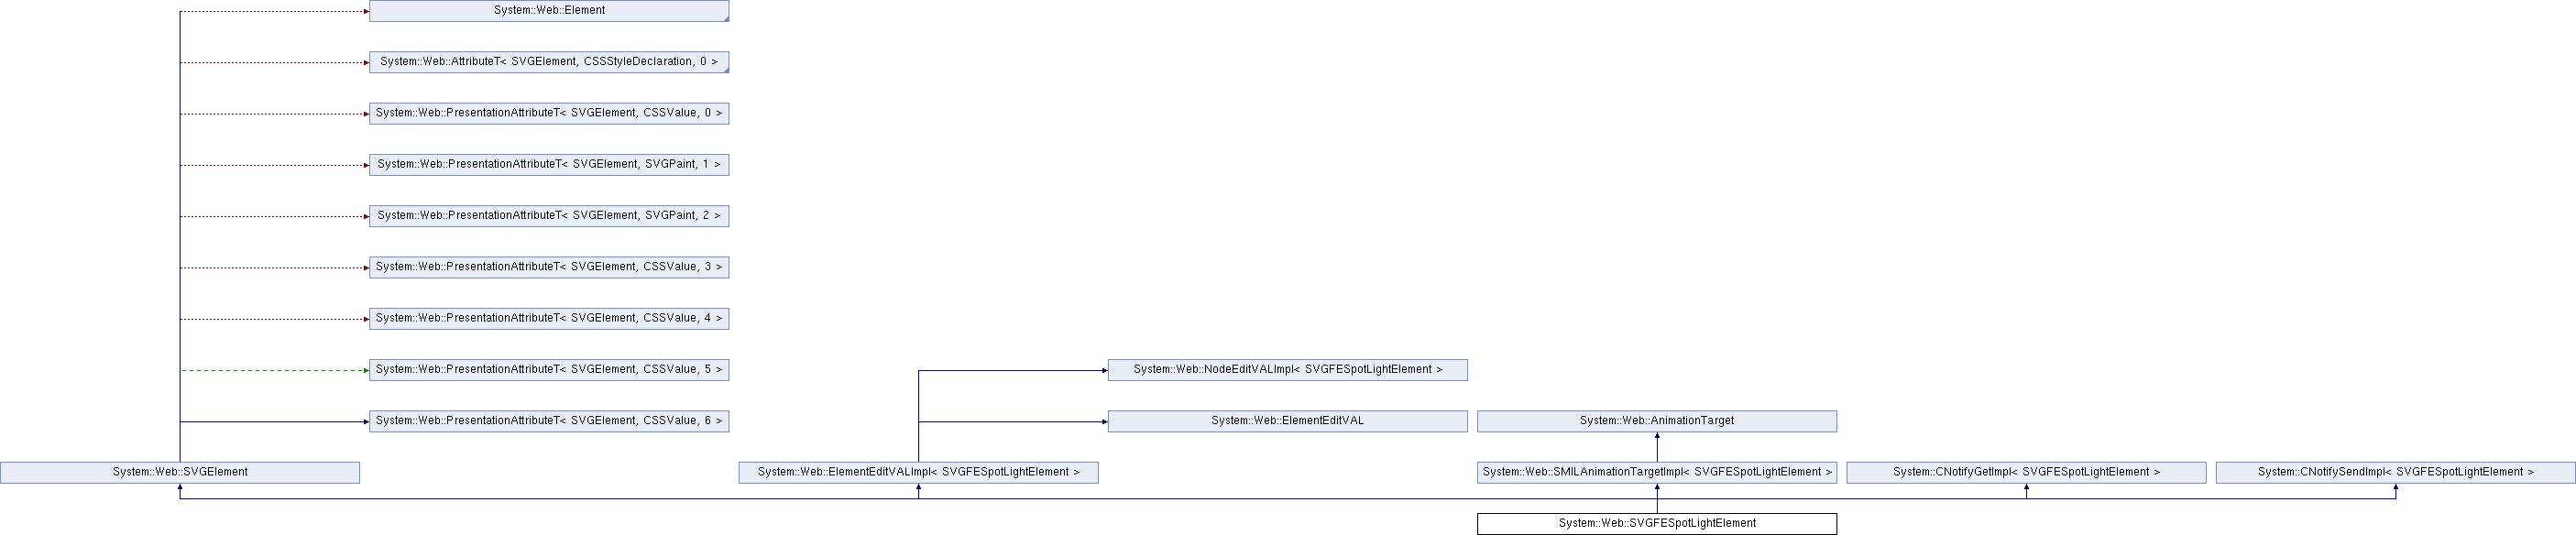 System::Web::Element
System::Web::AttributeT< SVGElement, CSSStyleDeclaration, 0 >
System::Web::PresentationAttributeT< SVGElement, CSSValue, 0 >
System::Web::PresentationAttributeT< SVGElement, SVGPaint, 1 >
System::Web::PresentationAttributeT< SVGElement, SVGPaint, 2 >
System::Web::PresentationAttributeT< SVGElement, CSSValue, 3 >
System::Web::PresentationAttributeT< SVGElement, CSSValue, 4 >
System::Web::PresentationAttributeT< SVGElement, CSSValue, 5 >
System::Web::NodeEditVALImpl< SVGFESpotLightElement >
System::Web::PresentationAttributeT< SVGElement, CSSValue, 6 >
System::Web::ElementEditVAL
System::Web::AnimationTarget
System::Web::SVGElement
System::Web::ElementEditVALImpl< SVGFESpotLightElement >
System::Web::SMILAnimationTargetImpl< SVGFESpotLightElement >
System::CNotifyGetImpl< SVGFESpotLightElement >
System::CNotifySendImpl< SVGFESpotLightElement >
System::Web::SVGFESpotLightElement